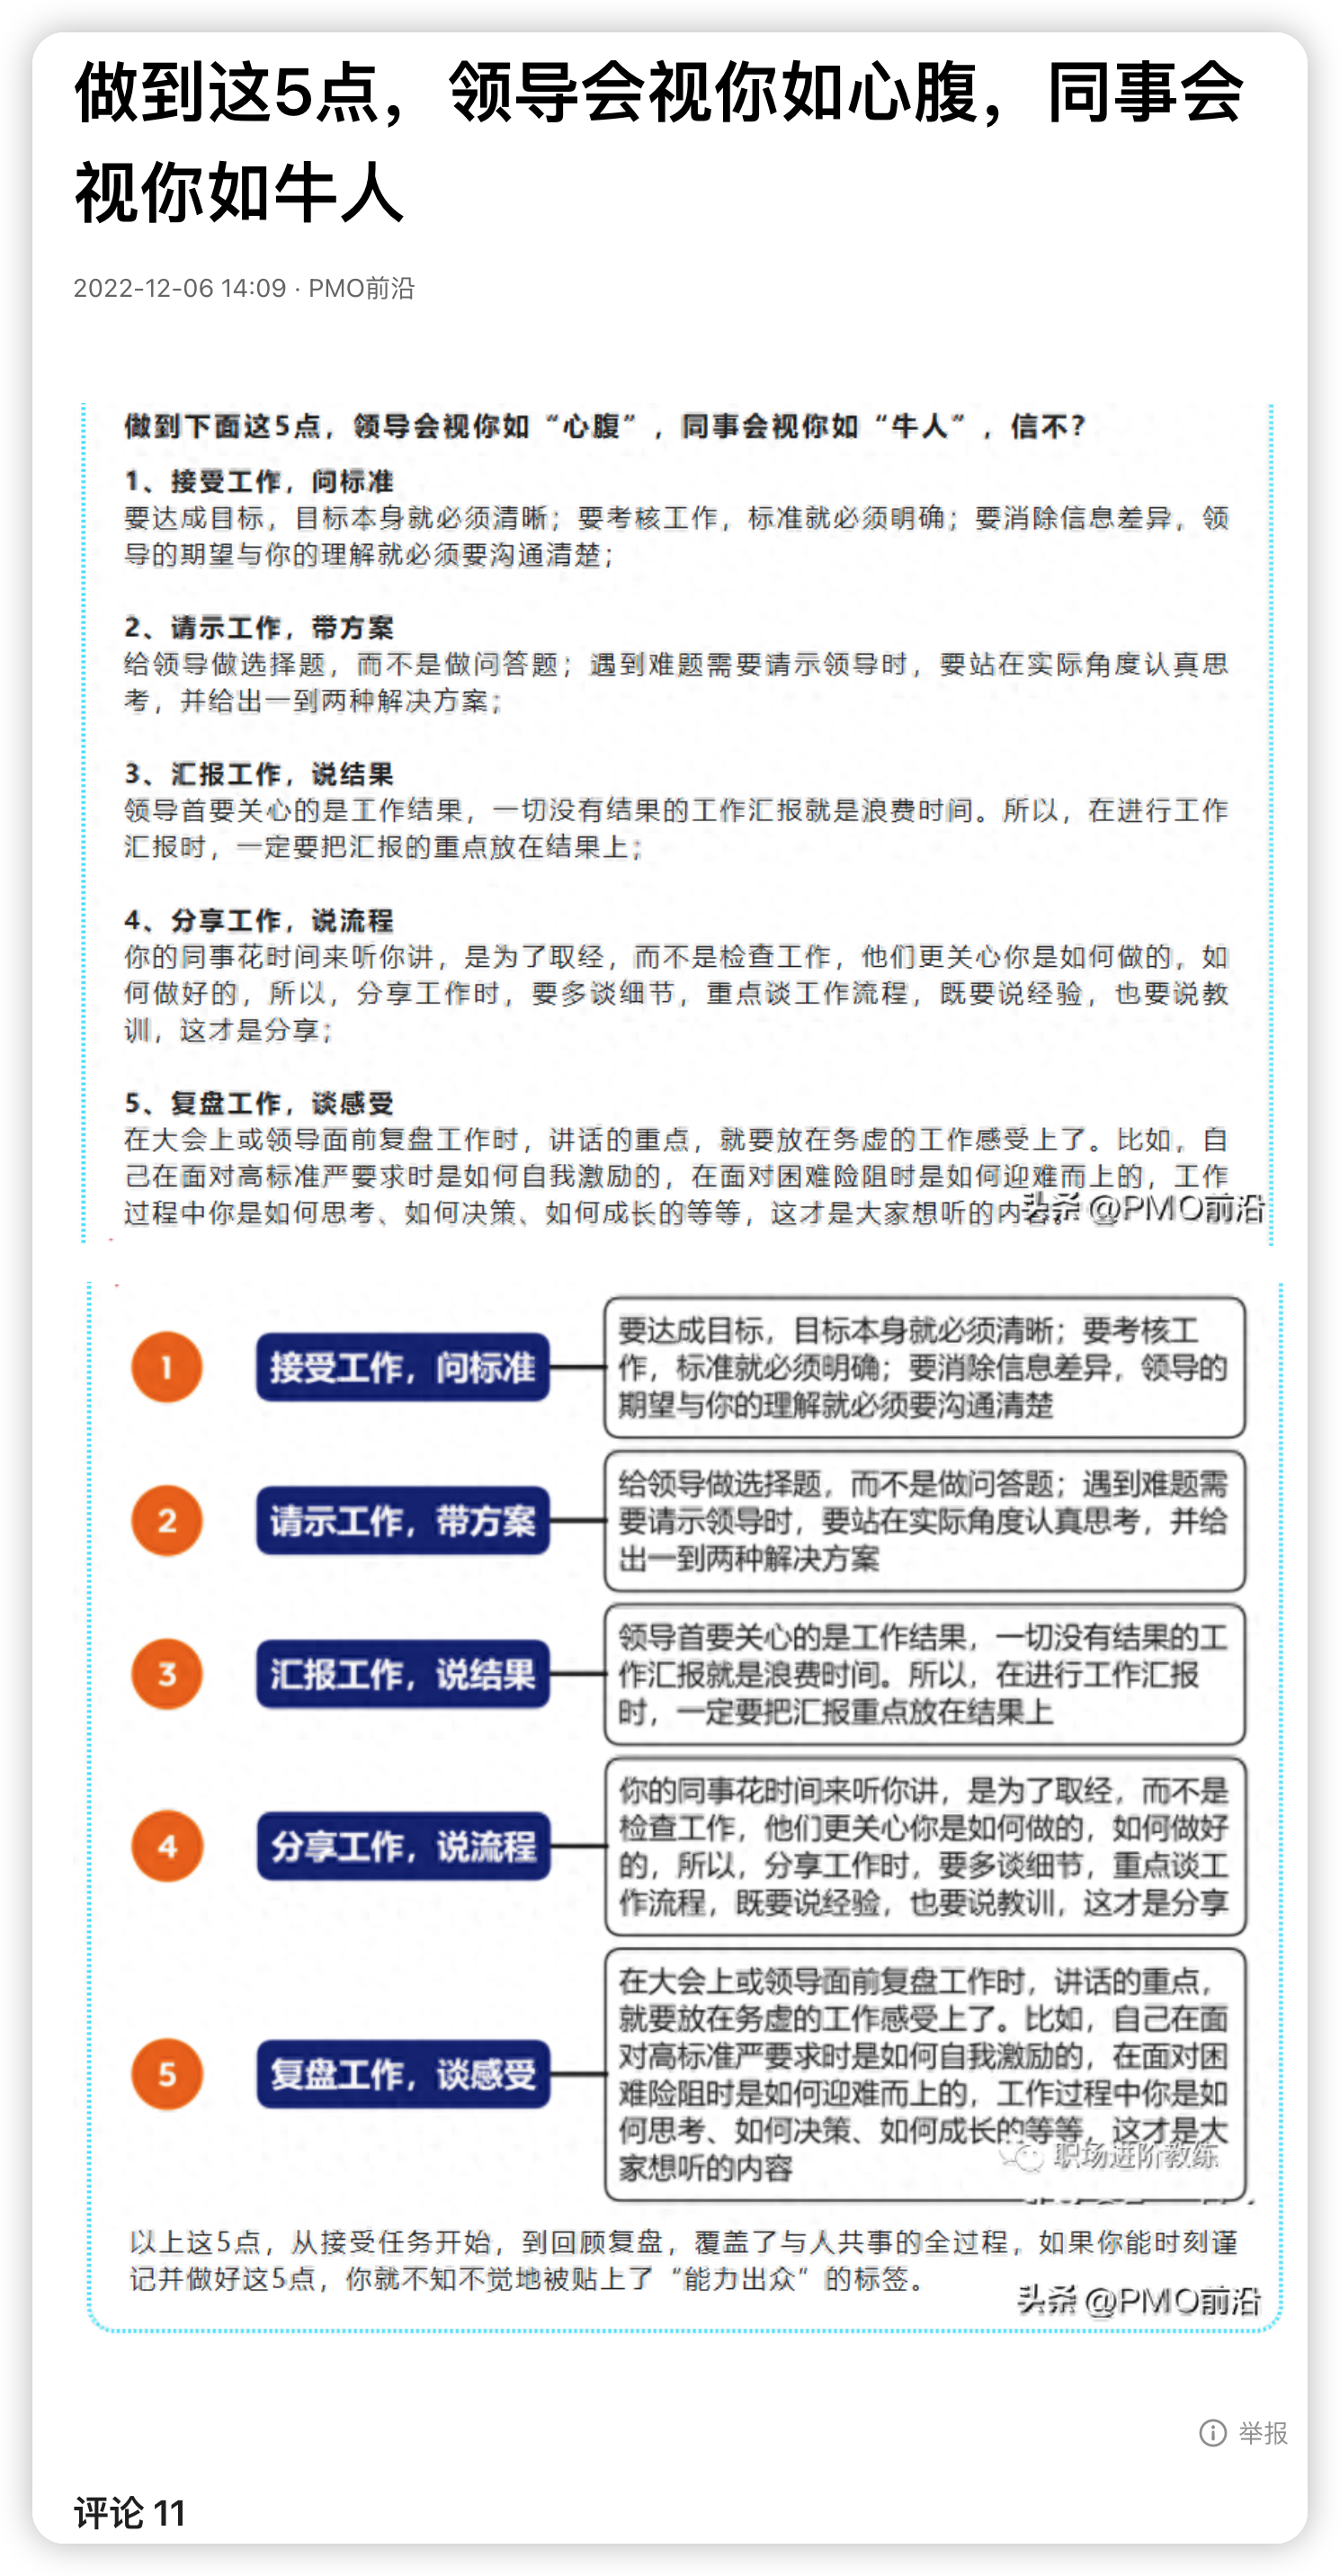 做到这5点，领导会视你如心腹，同事会
视你如牛人
2022-12-06 14:09 · PMO前沿
做到下面这5点，领导会视你如“心腹”，同事会视你如“牛人”，信不？
1、接受工作，问标准
要达成目标，目标本身就必须清晰；要考核工作，标准就必须明确；要消除信息差异，领
导的期望与你的理解就必须要沟通清楚；
2、请示工作，带方案
给领导做选择题，而不是做问答题；遇到难题需要请示领导时，要站在实际角度认真思
考，并给出一到两种解决方案；
3、汇报工作，说结果
领导首要关心的是工作结果，一切没有结果的工作汇报就是浪费时间。所以，在进行工作
汇报时，一定要把汇报的重点放在结果上；
4、分享工作，说流程
你的同事花时间来听你讲，是为了取经，而不是检查工作，他们更关心你是如何做的，如
何做好的，所以，分享工作时，要多谈细节，重点谈工作流程，既要说经验，也要说教
训，这才是分享；
5、复盘工作，谈感受
在大会上或领导面前复盘工作时，讲话的重点，就要放在务虚的工作感受上了。比如，自
己在面对高标准严要求时是如何自我激励的，在面对困难险阻时是如何迎难而上的，工作
过程中你是如何思考、如何决策、如何成长的等等，这才是大家想听的内容。
头条 @PMO前沿
1
接受工作，问标准
要达成目标，目标本身就必须清晰；要考核工
作，标准就必须明确；要消除信息差异，领导的
期望与你的理解就必须要沟通清楚
2
请示工作，带方案
给领导做选择题，而不是做问答题；遇到难题需
要请示领导时，要站在实际角度认真思考，并给
出一到两种解决方案
3
汇报工作，说结果
领导首要关心的是工作结果，一切没有结果的工
作汇报就是浪费时间。所以，在进行工作汇报
时，一定要把汇报重点放在结果上
4
分享工作，说流程
你的同事花时间来听你讲，是为了取经，而不是
检查工作，他们更关心你是如何做的，如何做好
的，所以，分享工作时，要多谈细节，重点谈工
作流程，既要说经验，也要说教训，这才是分享
5
复盘工作，谈感受
在大会上或领导面前复盘工作时，讲话的重点，
就要放在务虚的工作感受上了。比如，自己在面
对高标准严要求时是如何自我激励的，在面对困
难险阻时是如何迎难而上的，工作过程中你是如
何思考、如何决策、如何成长的等等，这才是大
家想听的内容
职场进阶教练
以上这5点，从接受任务开始，到回顾复盘，覆盖了与人共事的全过程，如果你能时刻谨
记并做好这5点，你就不知不觉地被贴上了“能力出众”的标签。
头条 @PMO前沿
举报
评论 11